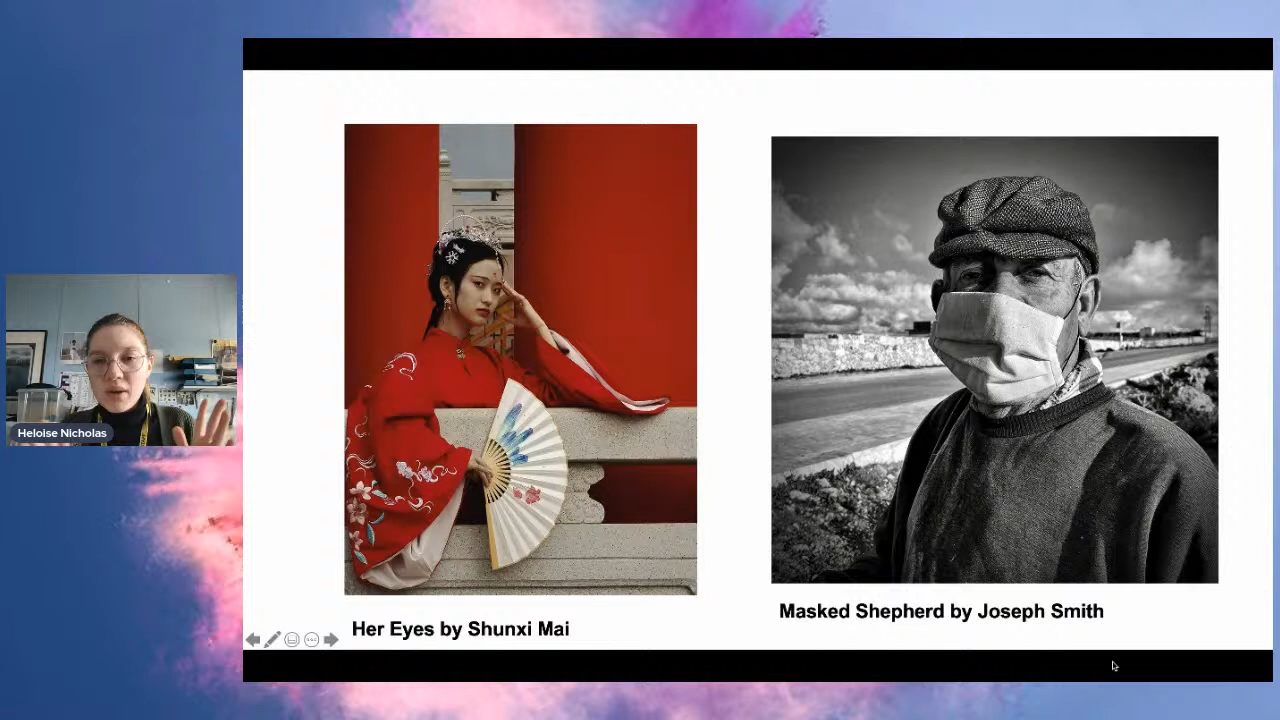 Heloise Nicholas
Her Eyes by Shunxi Mai
Masked Shepherd by Joseph Smith